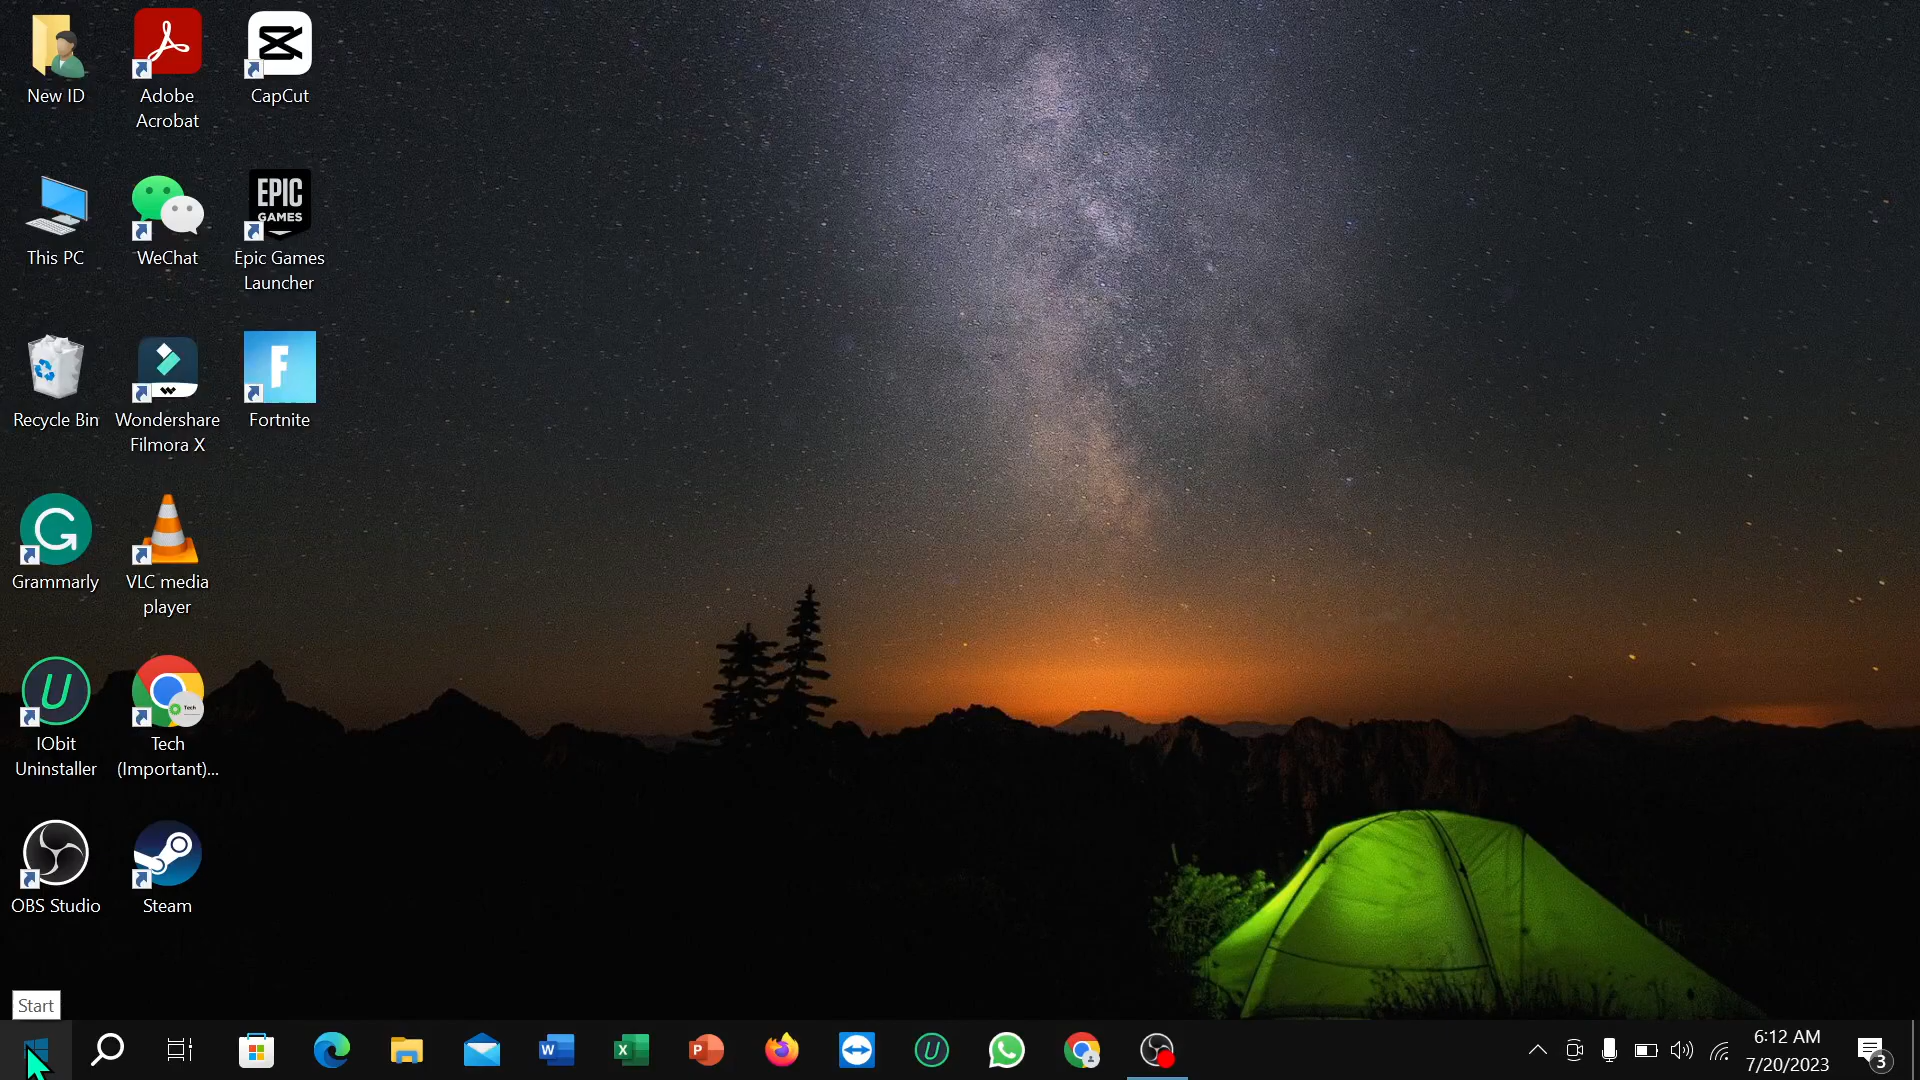 New ID
Adobe
Acrobat
CapCut
This PC
WeChat
EPIC
GAMES
Epic Games
Launcher
Recycle Bin
Wondershare
Filmora X
F
Fortnite
G
Grammarly
VLC media
player
U
IObit
Uninstaller
Tech
Tech
(Important)...
OBS Studio
Steam
Start
W
X
P
U
6:12 AM
7/20/2023
3